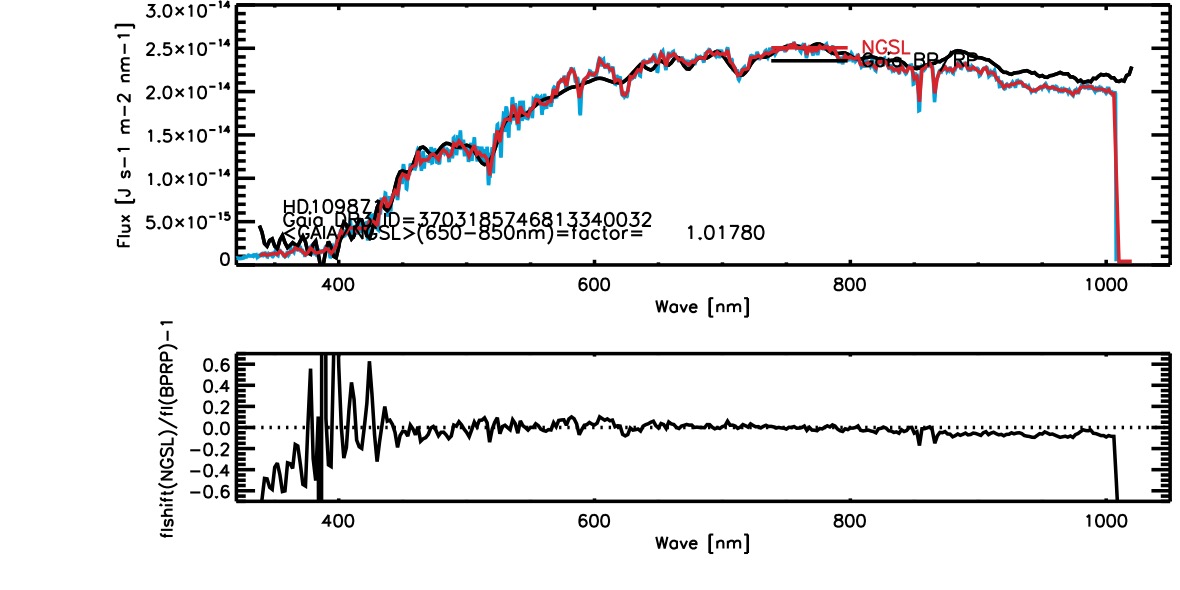 3.0×10−14
2.5×10−14
2.0×10−14
1.5×10−14
1.0×10−14
5.0×10−15
0
Flux [J s−1 m−2 nm−1]
NGSL
Gaia BP RP
HD109871
Gaia DR3 ID=3703185746813340032
<GAIA/NGSL>(650−850nm)=factor= 1.01780
400 600 800 1000
Wave [nm]
flshift(NGSL)/fl(BPRP)−1
0.6
0.4
0.2
0.0
−0.2
−0.4
−0.6
400 600 800 1000
Wave [nm]